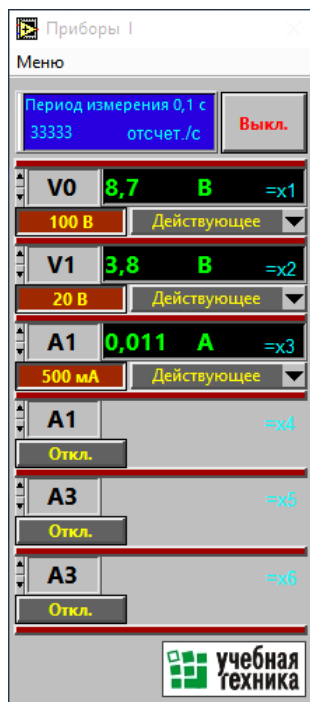 Приборы I
Меню
Период измерения 0,1 с
33333 отсчет./с
Выкл.
V0 8,7 В =x1
100 В Действующее
V1 3,8 В =x2
20 В Действующее
A1 0,011 А =x3
500 мА Действующее
A1 =x4
Откл.
A3 =x5
Откл.
A3 =x6
Откл.
учебная
техника